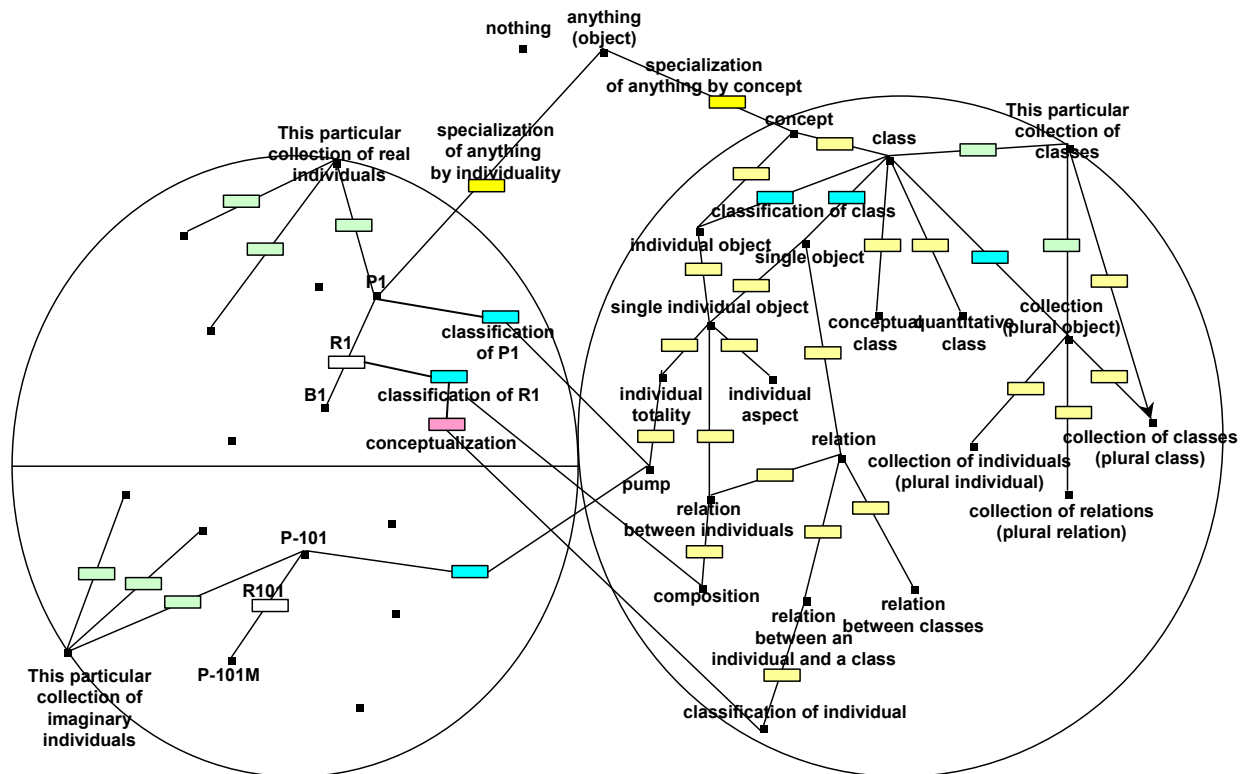 nothing
anything
(object)
specialization
of anything by concept
This particular
collection of real
individuals
specialization
of anything
by individuality
concept
class
This particular
collection of
classes
classification of class
individual object
single object
single individual object
P1
classification
of P1
R1
B1
classification of R1
conceptualization
conceptual
class
quantitative
class
collection
(plural object)
individual
totality
individual
aspect
relation
collection of individuals
(plural individual)
collection of classes
(plural class)
collection of relations
(plural relation)
pump
relation
between individuals
composition
relation
between an
individual and a class
relation
between classes
classification of individual
P-101
R101
P-101M
This particular
collection of
imaginary
individuals